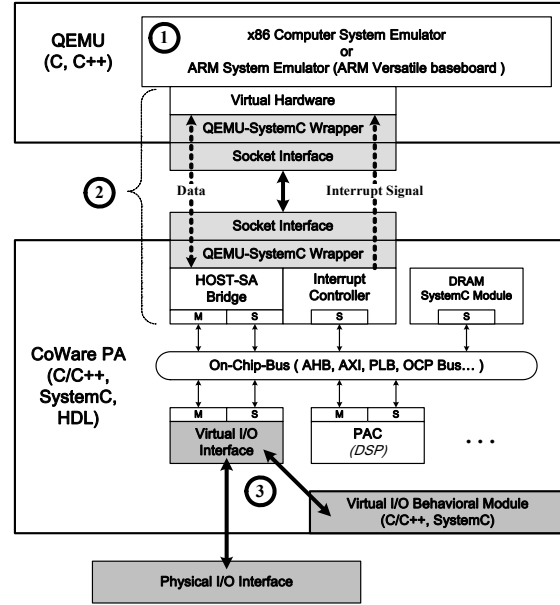 QEMU
(C, C++)
1
x86 Computer System Emulator
or
ARM System Emulator (ARM Versatile baseboard )
Virtual Hardware
QEMU-SystemC Wrapper
Socket Interface
2
Data
Interrupt Signal
Socket Interface
QEMU-SystemC Wrapper
HOST-SA
Bridge
M
S
Interrupt
Controller
S
DRAM
SystemC Module
S
CoWare PA
(C/C++,
SystemC,
HDL)
On-Chip-Bus ( AHB, AXI, PLB, OCP Bus... )
M
S
Virtual I/O
Interface
M
S
PAC
(DSP)
...
3
Virtual I/O Behavioral Module
(C/C++, SystemC)
Physical I/O Interface